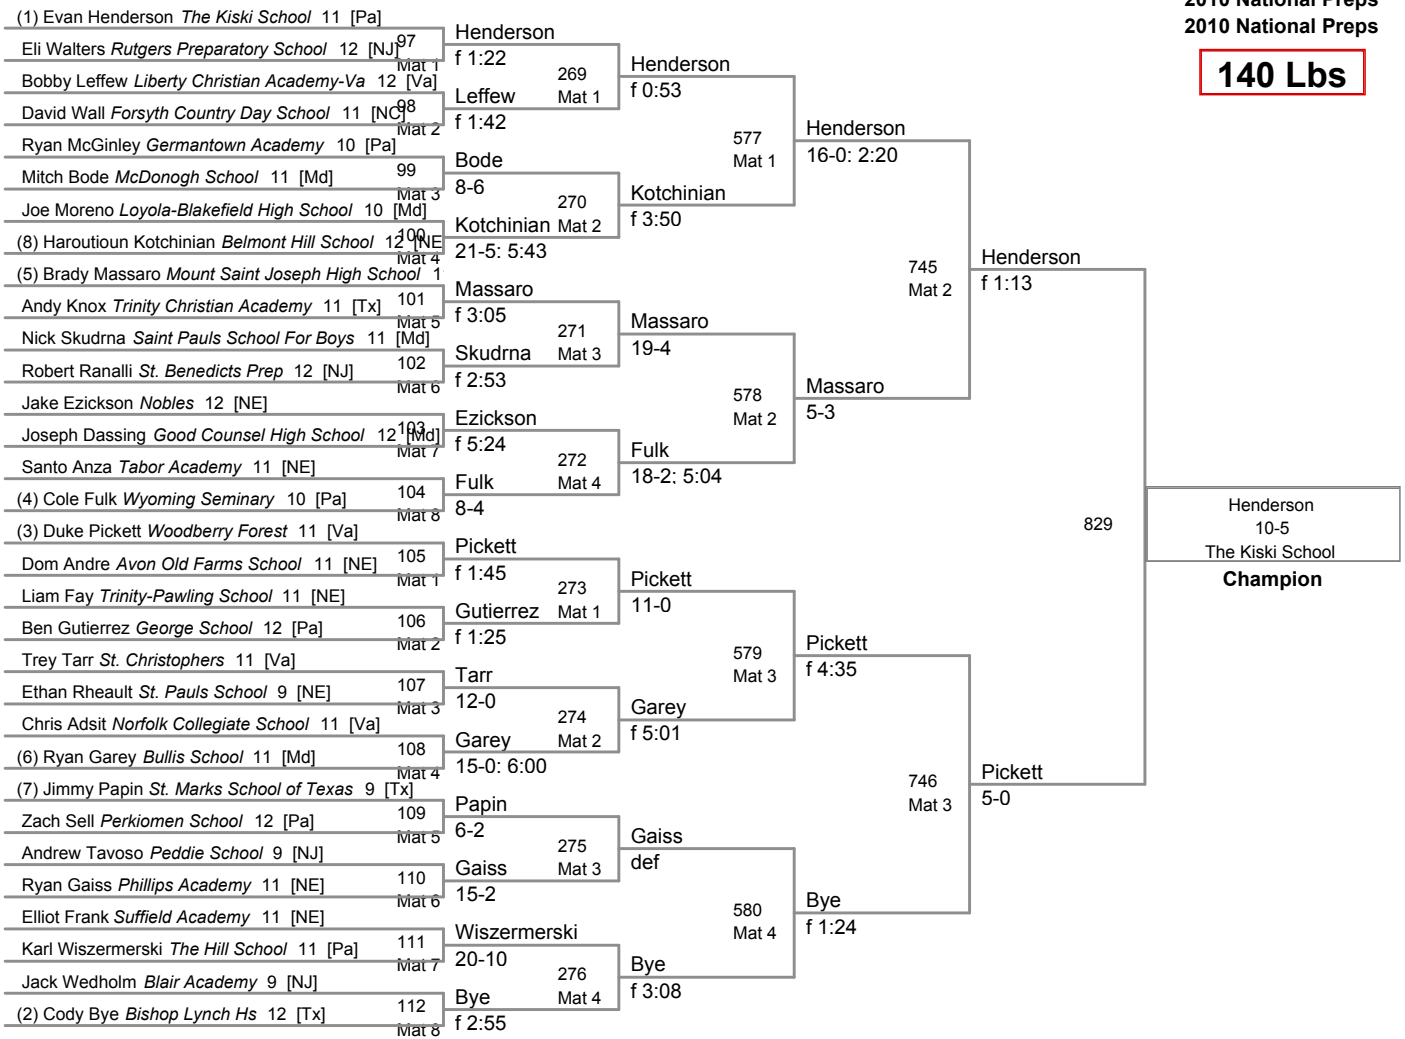 2010 National Preps
2010 National Preps
140 Lbs
(1) Evan Henderson The Kiski School 11 [Pa]
Eli Walters Rutgers Preparatory School 12 [NJ]
97
Mat 1
Bobby Leffew Liberty Christian Academy-Va 12 [Va]
David Wall Forsyth Country Day School 11 [NC]
98
Mat 2
Ryan McGinley Germantown Academy 10 [Pa]
Mitch Bode McDonogh School 11 [Md]
99
Mat 3
Joe Moreno Loyola-Blakefield High School 10 [Md]
(8) Haroutioun Kotchinian Belmont Hill School 12 [NE
100
Mat 4
(5) Brady Massaro Mount Saint Joseph High School 1
Andy Knox Trinity Christian Academy 11 [Tx]
101
Mat 5
Nick Skudrna Saint Pauls School For Boys 11 [Md]
Robert Ranalli St. Benedicts Prep 12 [NJ]
102
Mat 6
Jake Ezickson Nobles 12 [NE]
Joseph Dassing Good Counsel High School 12 [Md]
103
Mat 7
Santo Anza Tabor Academy 11 [NE]
(4) Cole Fulk Wyoming Seminary 10 [Pa]
104
Mat 8
(3) Duke Pickett Woodberry Forest 11 [Va]
Dom Andre Avon Old Farms School 11 [NE]
105
Mat 1
Liam Fay Trinity-Pawling School 11 [NE]
Ben Gutierrez George School 12 [Pa]
106
Mat 2
Trey Tarr St. Christophers 11 [Va]
Ethan Rheault St. Pauls School 9 [NE]
107
Mat 3
Chris Adsit Norfolk Collegiate School 11 [Va]
(6) Ryan Garey Bullis School 11 [Md]
108
Mat 4
(7) Jimmy Papin St. Marks School of Texas 9 [Tx]
Zach Sell Perkiomen School 12 [Pa]
109
Mat 5
Andrew Tavoso Peddie School 9 [NJ]
Ryan Gaiss Phillips Academy 11 [NE]
110
Mat 6
Elliot Frank Suffield Academy 11 [NE]
Karl Wiszermerski The Hill School 11 [Pa]
111
Mat 7
Jack Wedholm Blair Academy 9 [NJ]
(2) Cody Bye Bishop Lynch Hs 12 [Tx]
112
Mat 8
Henderson
f 1:22
269
Mat 1
Leffew
f 1:42
Bode
8-6
270
Mat 2
Kotchinian
21-5: 5:43
Massaro
f 3:05
271
Mat 3
Skudrna
f 2:53
Ezickson
f 5:24
272
Mat 4
Fulk
8-4
Pickett
f 1:45
273
Mat 1
Gutierrez
f 1:25
Tarr
12-0
274
Mat 2
Garey
15-0: 6:00
Papin
6-2
275
Mat 3
Gaiss
15-2
Wiszermerski
20-10
276
Mat 4
Bye
f 2:55
Henderson
f 0:53
577
Mat 1
Kotchinian
f 3:50
Massaro
19-4
578
Mat 2
Fulk
18-2: 5:04
Pickett
11-0
579
Mat 3
Garey
f 5:01
Gaiss
def
580
Mat 4
Bye
f 3:08
Henderson
16-0: 2:20
745
Mat 2
Massaro
5-3
Pickett
f 4:35
746
Mat 3
Bye
f 1:24
Henderson
f 1:13
829
Pickett
5-0
Henderson
10-5
The Kiski School
Champion